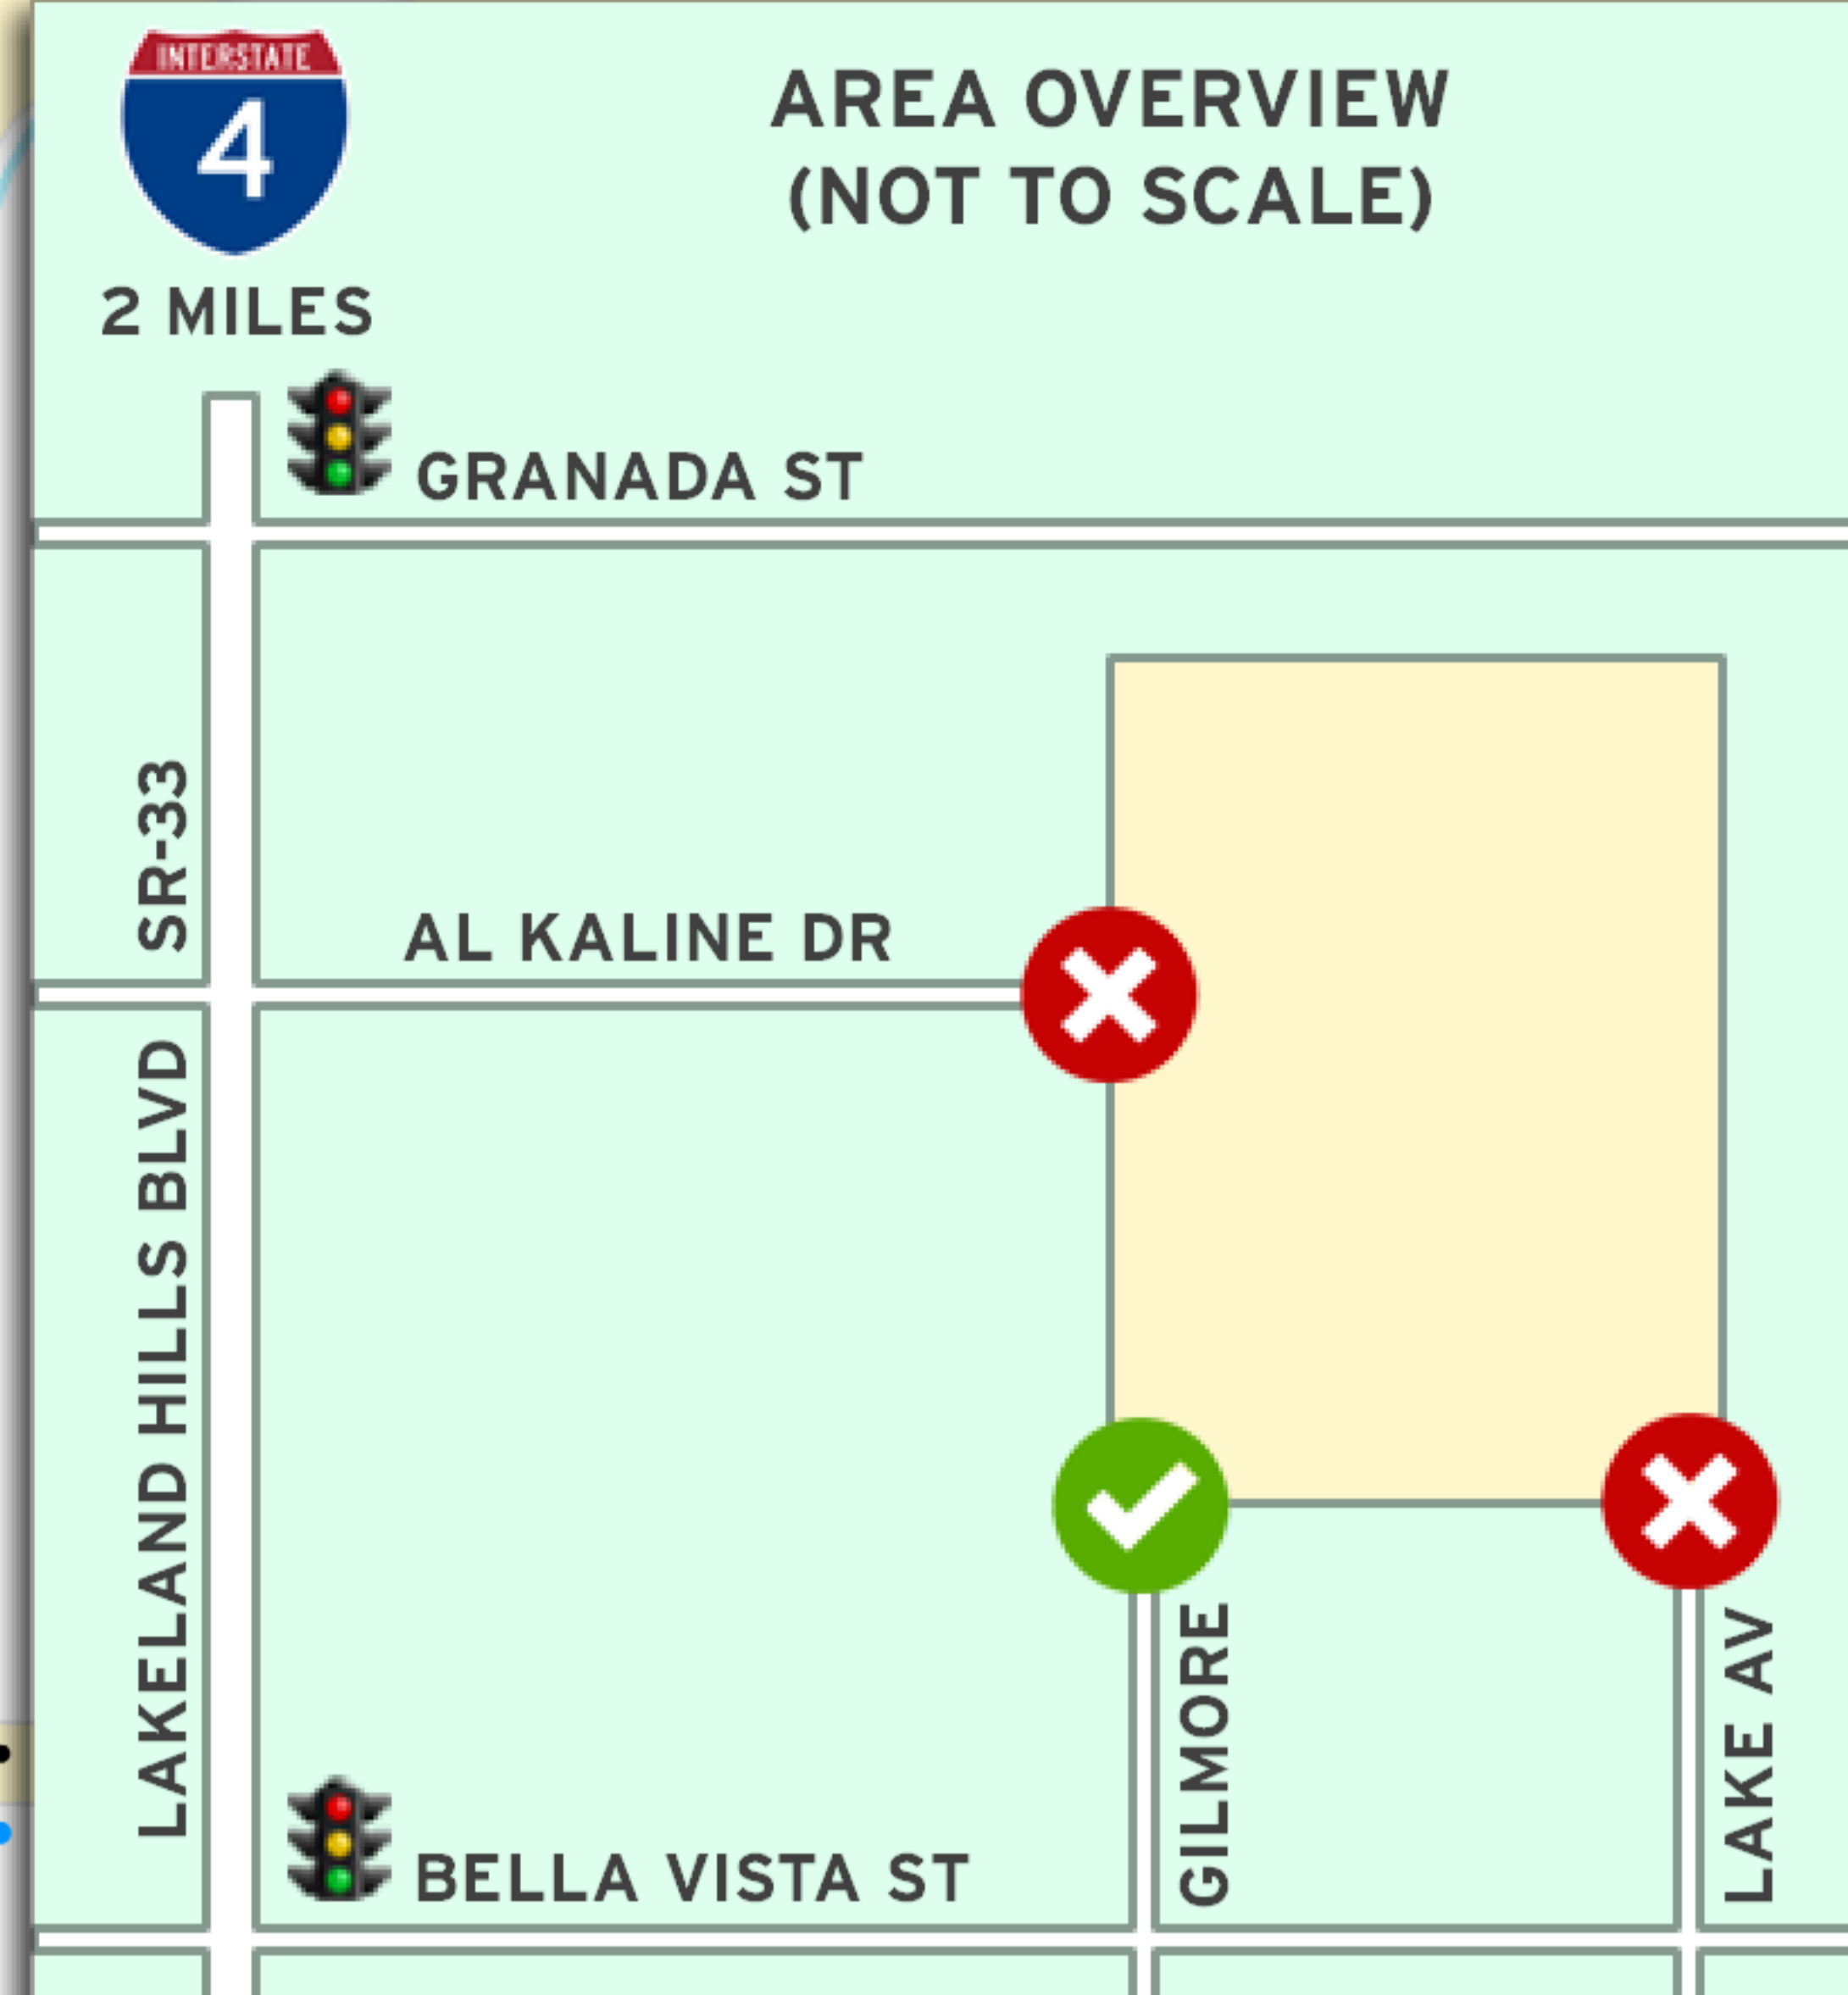 INTERSTATE
4
2 MILES
AREA OVERVIEW
(NOT TO SCALE)
GRANADA ST
SR-33
AL KALINE DR
LAKELAND HILLS BLVD
GILMORE
LAKE AV
BELLA VISTA ST